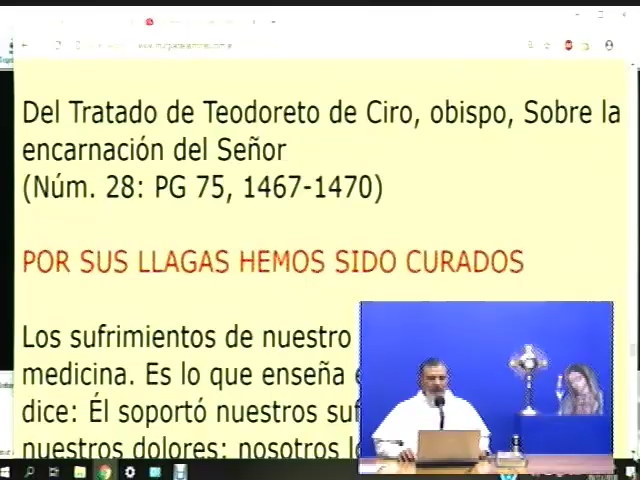 Del Tratado de Teodoreto de Ciro, obispo, Sobre la
encarnación del Señor
(Núm. 28: PG 75, 1467-1470)
POR SUS LLAGAS HEMOS SIDO CURADOS
Los sufrimientos de nuestro
medicina. Es lo que enseña
dice: Él soportó nuestros
nuestros dolores; nosotros